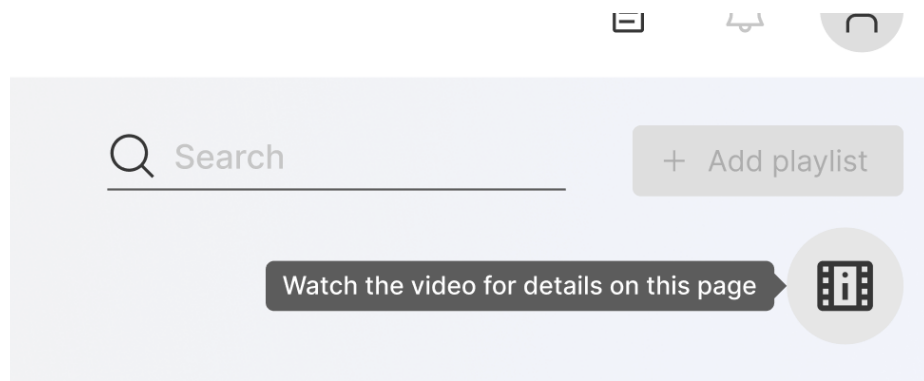 Search
+ Add playlist
Watch the video for details on this page